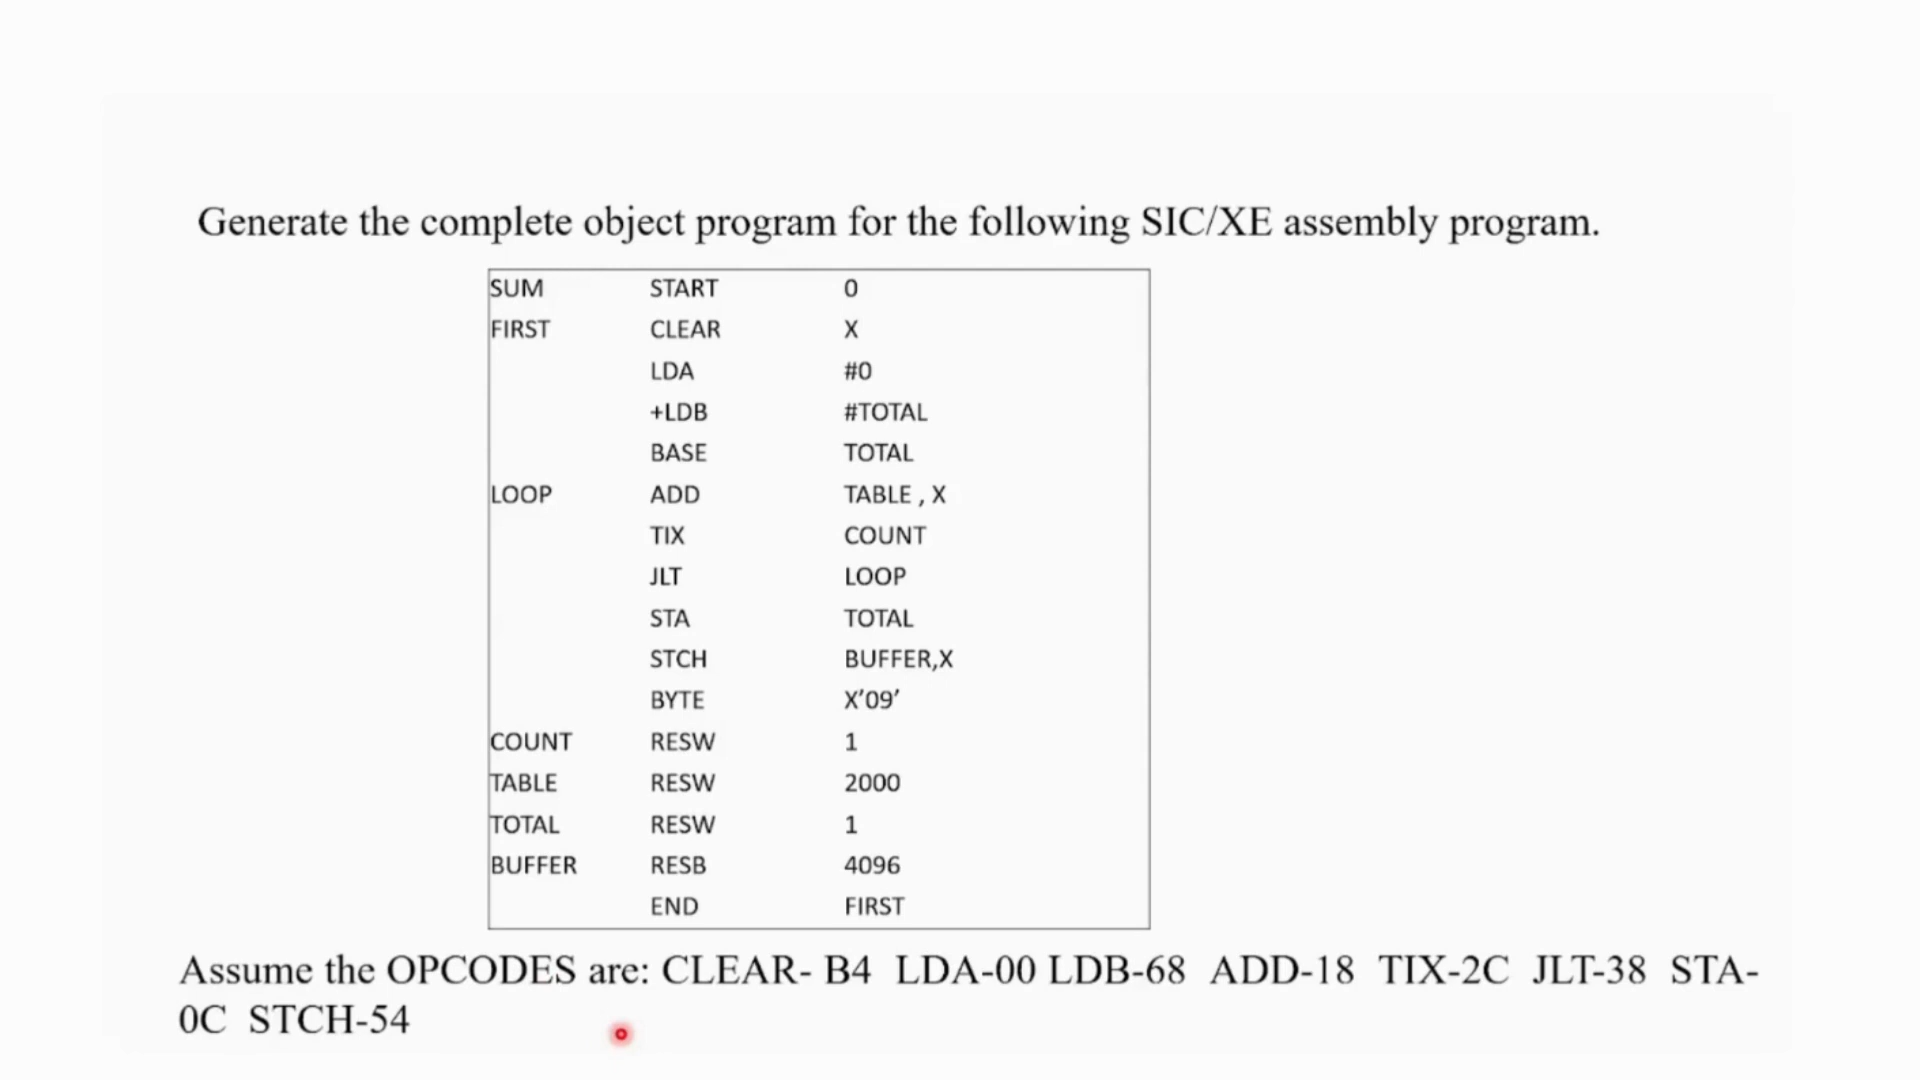 Generate the complete object program for the following SIC/XE assembly program.
SUM START 0
FIRST CLEAR X
LDA #0
+LDB #TOTAL
BASE TOTAL
LOOP ADD TABLE , X
TIX COUNT
JLT LOOP
STA TOTAL
STCH BUFFER,X
BYTE X’09’
COUNT RESW 1
TABLE RESW 2000
TOTAL RESW 1
BUFFER RESB 4096
END FIRST
Assume the OPCODES are: CLEAR- B4 LDA-00 LDB-68 ADD-18 TIX-2C JLT-38 STA-
0C STCH-54